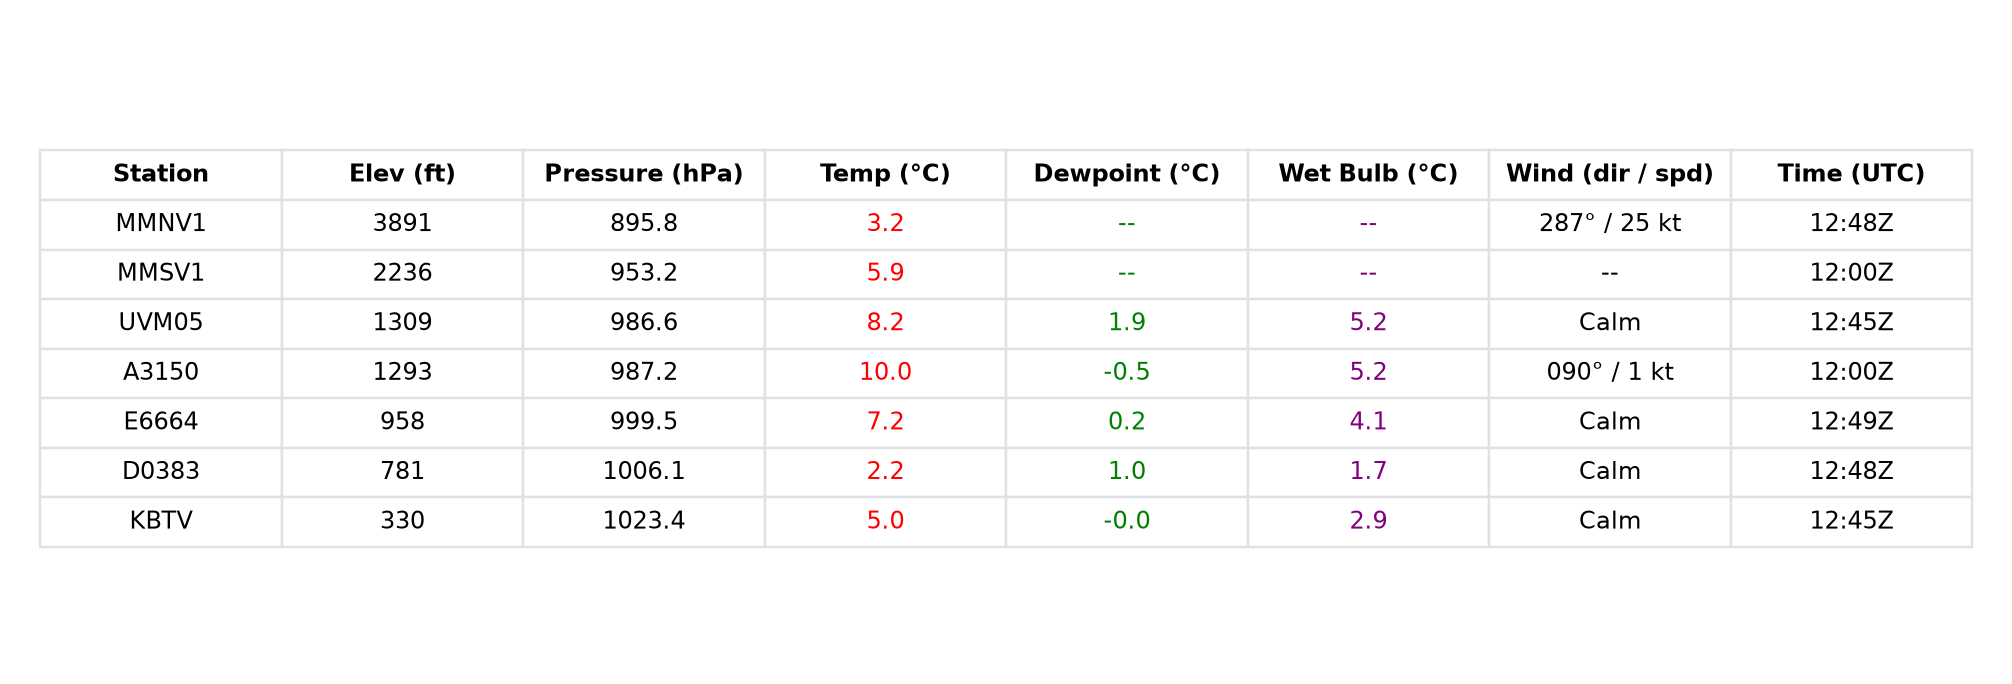 Station Elev (ft) Pressure (hPa) Temp (°C) Dewpoint (°C) Wet Bulb (°C) Wind (dir / spd) Time (UTC)
MMNV1 3891 895.8 3.2 -- -- 287° / 25 kt 12:48Z
MMSV1 2236 953.2 5.9 -- -- -- 12:00Z
UVM05 1309 986.6 8.2 1.9 5.2 Calm 12:45Z
A3150 1293 987.2 10.0 -0.5 5.2 090° / 1 kt 12:00Z
E6664 958 999.5 7.2 0.2 4.1 Calm 12:49Z
D0383 781 1006.1 2.2 1.0 1.7 Calm 12:48Z
KBTV 330 1023.4 5.0 -0.0 2.9 Calm 12:45Z